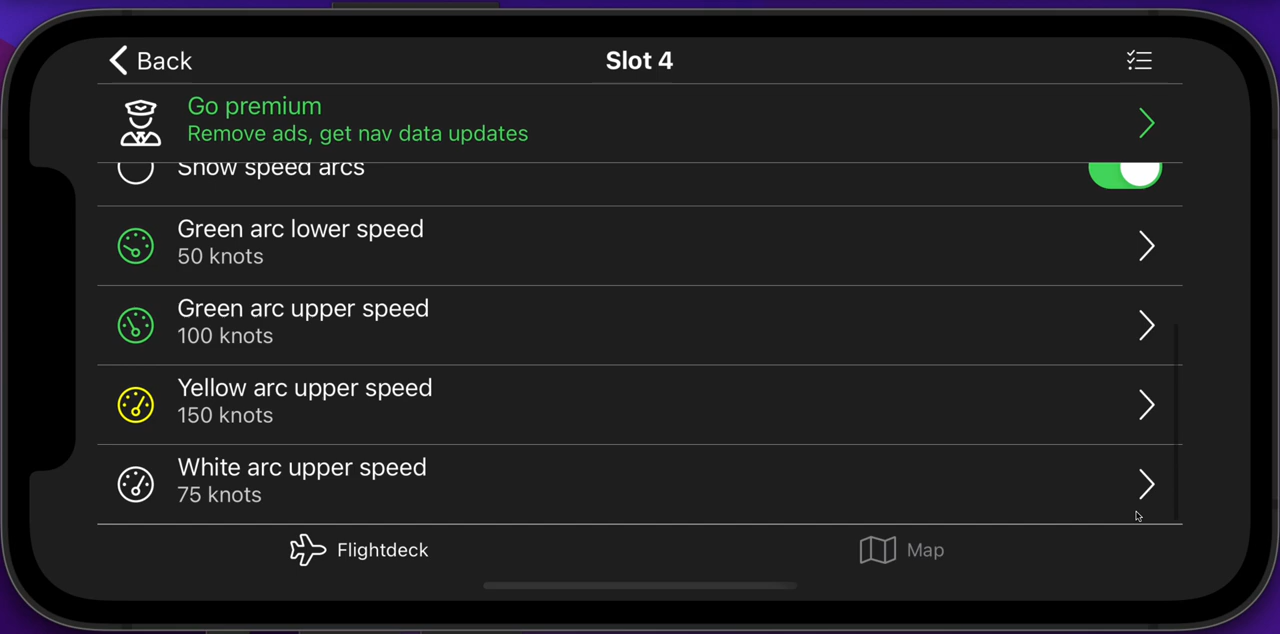 Back
Slot 4
Go premium
Remove ads, get nav data updates
Show speed arcs
Green arc lower speed
50 knots
Green arc upper speed
100 knots
Yellow arc upper speed
150 knots
White arc upper speed
75 knots
Flightdeck
Map